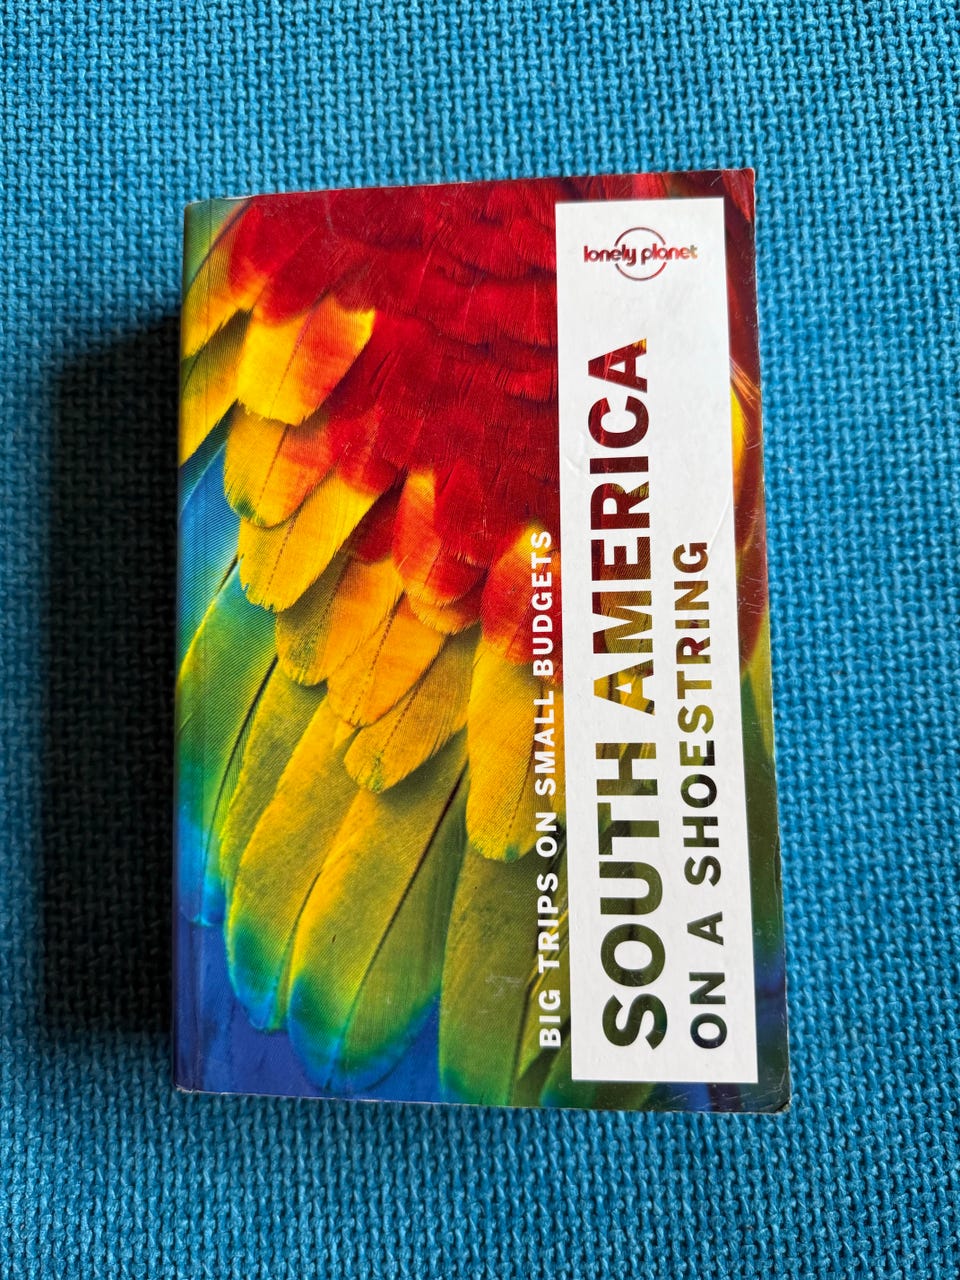 lonely planet
BIG TRIPS ON SMALL BUDGETS
SOUTH AMERICA
ON A SHOESTRING